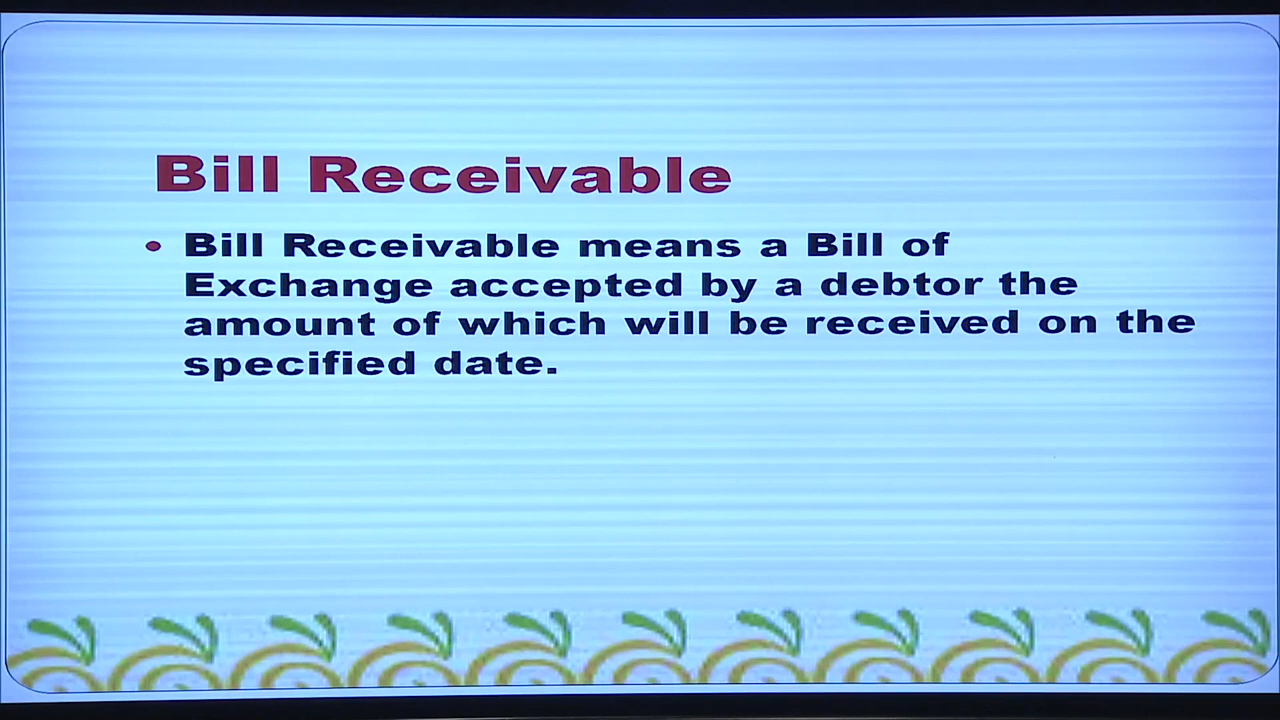 Bill Receivable
• Bill Receivable means a Bill of
Exchange accepted by a debtor the
amount of which will be received on the
specified date.